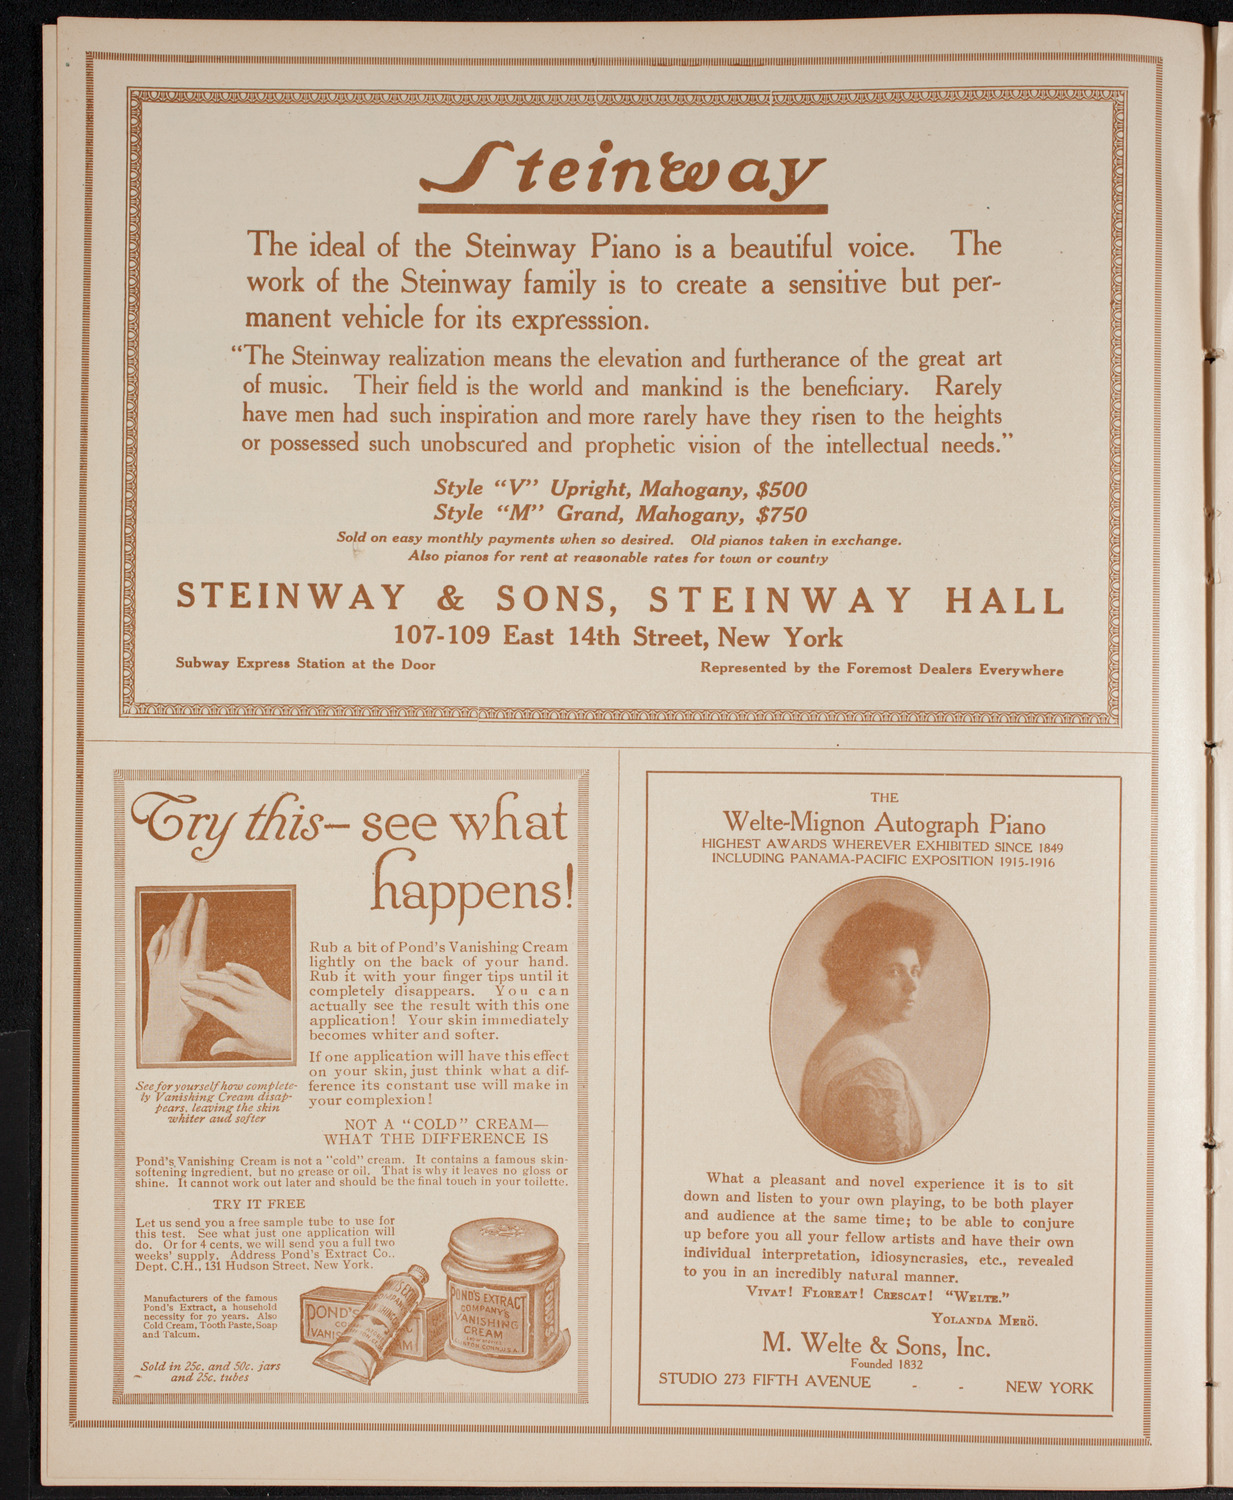 Steinway
The ideal of the Steinway Piano is a beautiful voice. The
work of the Steinway family is to create a sensitive but per-
manent vehicle for its expresssion.
“The Steinway realization means the elevation and furtherance of the great art
of music. Their field is the world and mankind is the beneficiary. Rarely
have men had such inspiration and more rarely have they risen to the heights
or possessed such unobscured and prophetic vision of the intellectual needs.”
Style “V” Upright, Mahogany, $500
Style “M” Grand, Mahogany, $750
Sold on easy monthly payments when so desired. Old pianos taken in exchange.
Also pianos for rent at reasonable rates for town or country
STEINWAY & SONS, STEINWAY HALL
107-109 East 14th Street, New York
Subway Express Station at the Door
Represented by the Foremost Dealers Everywhere
Try this— see what
happens!
Rub a bit of Pond's Vanishing Cream
lightly on the back of your hand.
Rub it with your finger tips until it
completely disappears. You can
actually see the result with this one
application! Your skin immediately
becomes whiter and softer.
If one application will have this effect
on your skin, just think what a dif-
ference its constant use will make in
your complexion!
See for yourself how complete-
ly Vanishing Cream disap-
pears, leaving the skin
whiter and softer
NOT A “COLD” CREAM—
WHAT THE DIFFERENCE IS
Pond's Vanishing Cream is not a "cold" cream. It contains a famous skin-
softening ingredient, but no grease or oil. That is why it leaves no gloss or
shine. It cannot work out later and should be the final touch in your toilette.
TRY IT FREE
Let us send you a free sample tube to use for
this test. See what just one application will
do. Or for 4 cents, we will send you a full two
weeks' supply. Address Pond's Extract Co..
Dept. C.H., 131 Hudson Street, New York.
Manufacturers of the famous
Pond's Extract, a household
necessity for 70 years. Also
Cold Cream, Tooth Paste, Soap
and Talcum.
Sold in 25c. and 50c. jars
and 25c. tubes
POND'S
CO
VANIS
AM
POND'S EXTRACT
COMPANY'S
VANISHING
CREAM
THE
Welte-Mignon Autograph Piano
HIGHEST AWARDS WHEREVER EXHIBITED SINCE 1849
INCLUDING PANAMA-PACIFIC EXPOSITION 1915-1916
What a pleasant and novel experience it is to sit
down and listen to your own playing, to be both player
and audience at the same time; to be able to conjure
up before you all your fellow artists and have their own
individual interpretation, idiosyncrasies, etc., revealed
to you in an incredibly natural manner.
VIVAT! FLOREAT! CRESCAT! “WELTE.”
YOLANDA MERÖ.
M. Welte & Sons, Inc.
Founded 1832
STUDIO 273 FIFTH AVENUE - - NEW YORK